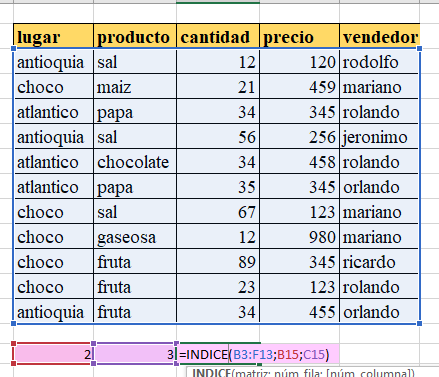 lugar producto cantidad precio vendedor
antioquia sal 12 120 rodolfo
choco maiz 21 459 mariano
atlantico papa 34 345 rolando
antioquia sal 56 256 jeronimo
atlantico chocolate 34 458 rolando
atlantico papa 35 345 orlando
choco sal 67 123 mariano
choco gaseosa 12 980 mariano
choco fruta 89 345 ricardo
choco fruta 23 123 rolando
antioquia fruta 34 455 orlando
2 3 =INDICE(B3:F13;B15;C15)
INDICE(matriz; núm_fila; [núm_columna])